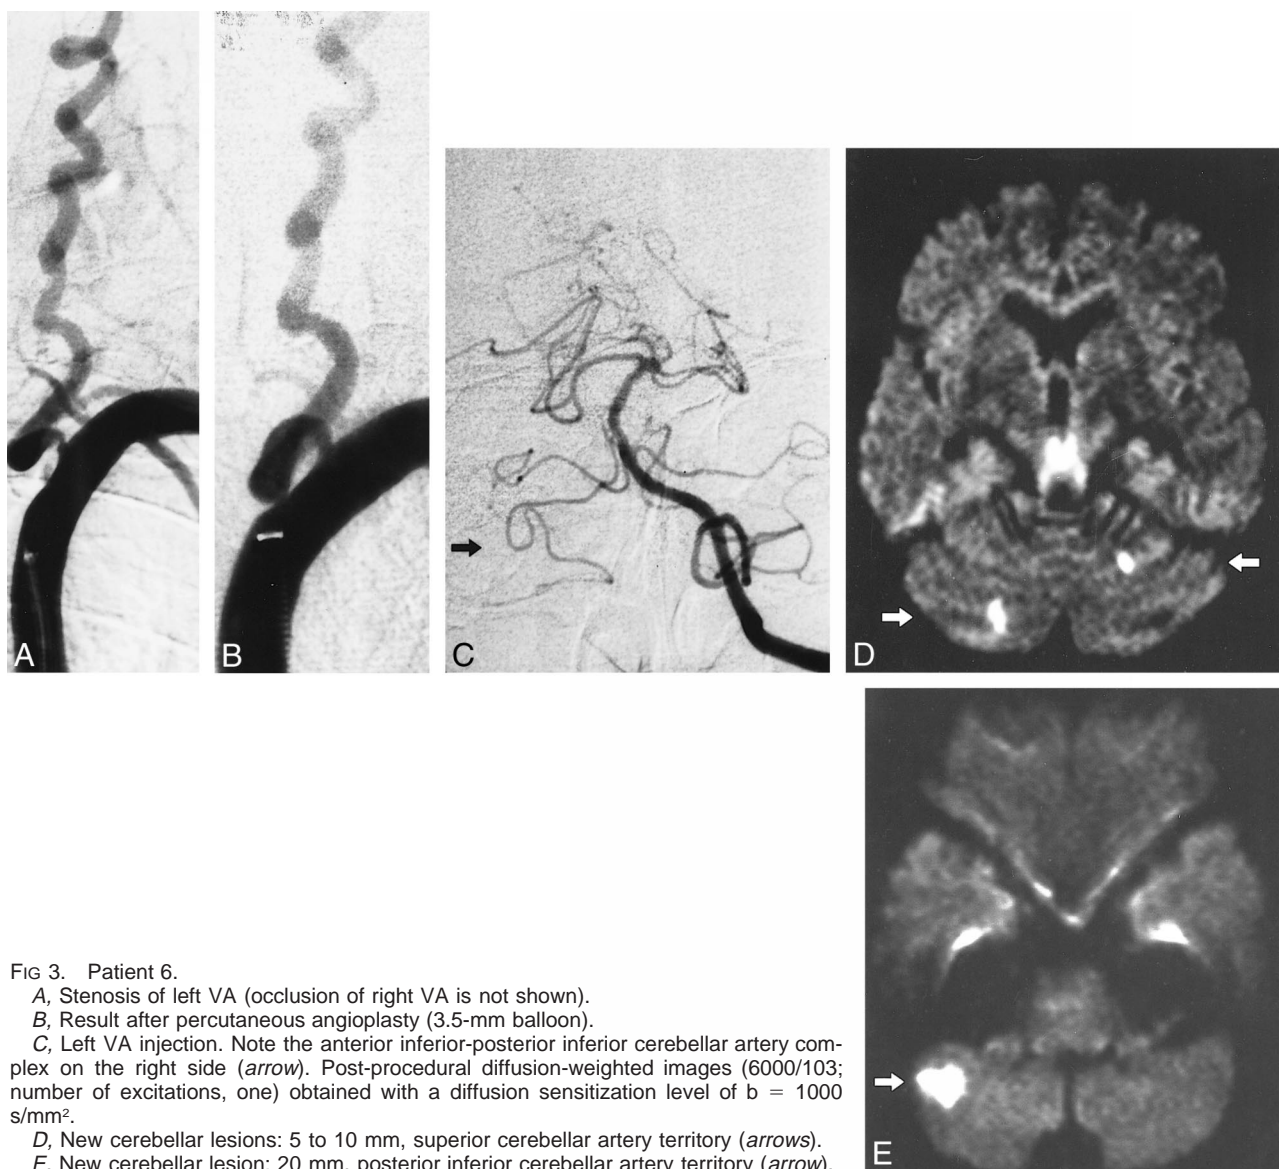 A
B
C
D
E
FIG 3. Patient 6.
A, Stenosis of left VA (occlusion of right VA is not shown).
B, Result after percutaneous angioplasty (3.5-mm balloon).
C, Left VA injection. Note the anterior inferior-posterior inferior cerebellar artery com-
plex on the right side (arrow). Post-procedural diffusion-weighted images (6000/103;
number of excitations, one) obtained with a diffusion sensitization level of b = 1000
s/mm².
D, New cerebellar lesions: 5 to 10 mm, superior cerebellar artery territory (arrows).
E, New cerebellar lesion: 20 mm, posterior inferior cerebellar artery territory (arrow).